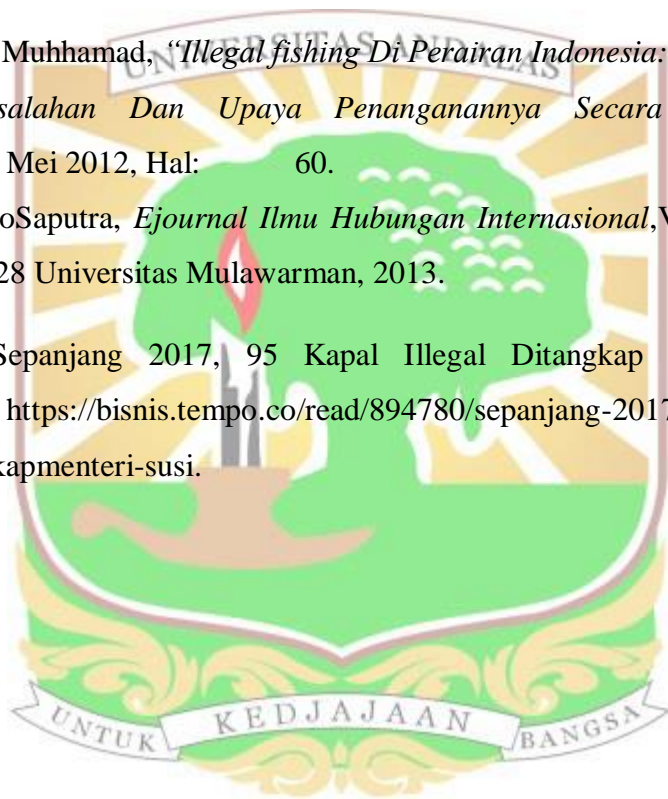 UNIVERSITAS ANDALAS
Muhhamad, “Illegal fishing Di Perairan Indonesia:
salahan Dan Upaya Penanganannya Secara
Mei 2012, Hal: 60.
oSaputra, Ejournal Ilmu Hubungan Internasional,V
28 Universitas Mulawarman, 2013.
Sepanjang 2017, 95 Kapal Illegal Ditangkap
https://bisnis.tempo.co/read/894780/sepanjang-2017
kapmenteri-susi.
UNTUK KEDJAJAAN BANGSA